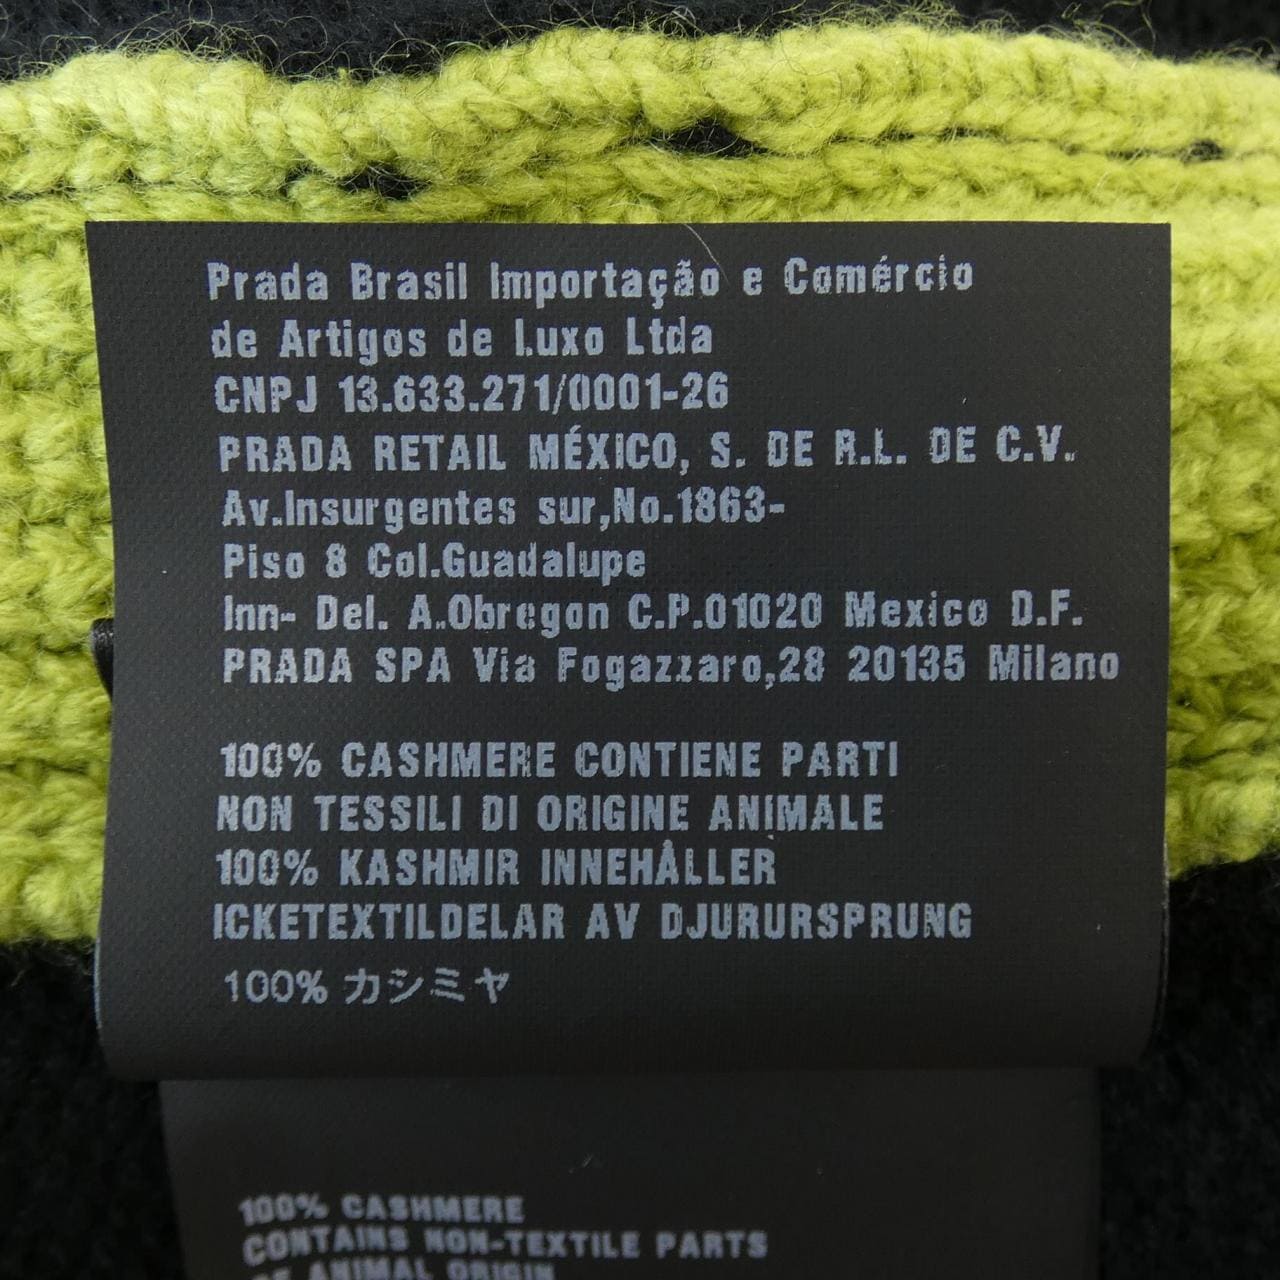 Prada Brasil Importação e Comércio
de Artigos de Luxo Ltda
CNPJ 13.633.271/0001-26
PRADA RETAIL MÉXICO, S. DE R.L. DE C.V.
Av.Insurgentes sur,No.1863-
Piso 8 Col.Guadalupe
Inn- Del. A.Obregon C.P.01020 Mexico D.F.
PRADA SPA Via Fogazzaro,28 20135 Milano
100% CASHMERE CONTIENE PARTI
NON TESSILI DI ORIGINE ANIMALE
100% KASHMIR INNEHÅLLER
ICKETEXTILDELAR AV DJURURSPRUNG
100% カシミヤ
100% CASHMERE
CONTAINS NON-TEXTILE PARTS
OF ANIMAL ORIGIN